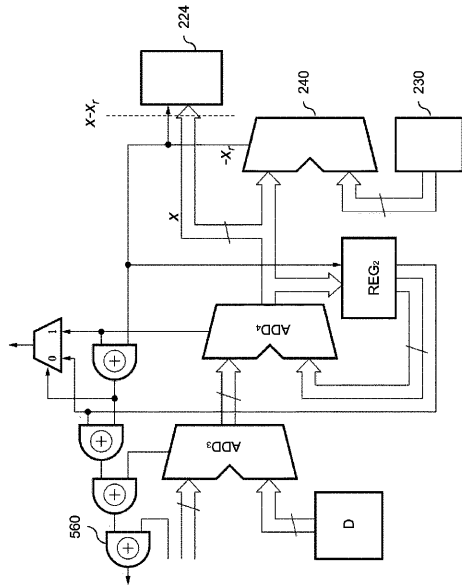 224
x-xᵣ
240
230
x
-xᵣ
0 1
ADD₄
REG₂
ADD₃
560
D
+
+
+
+